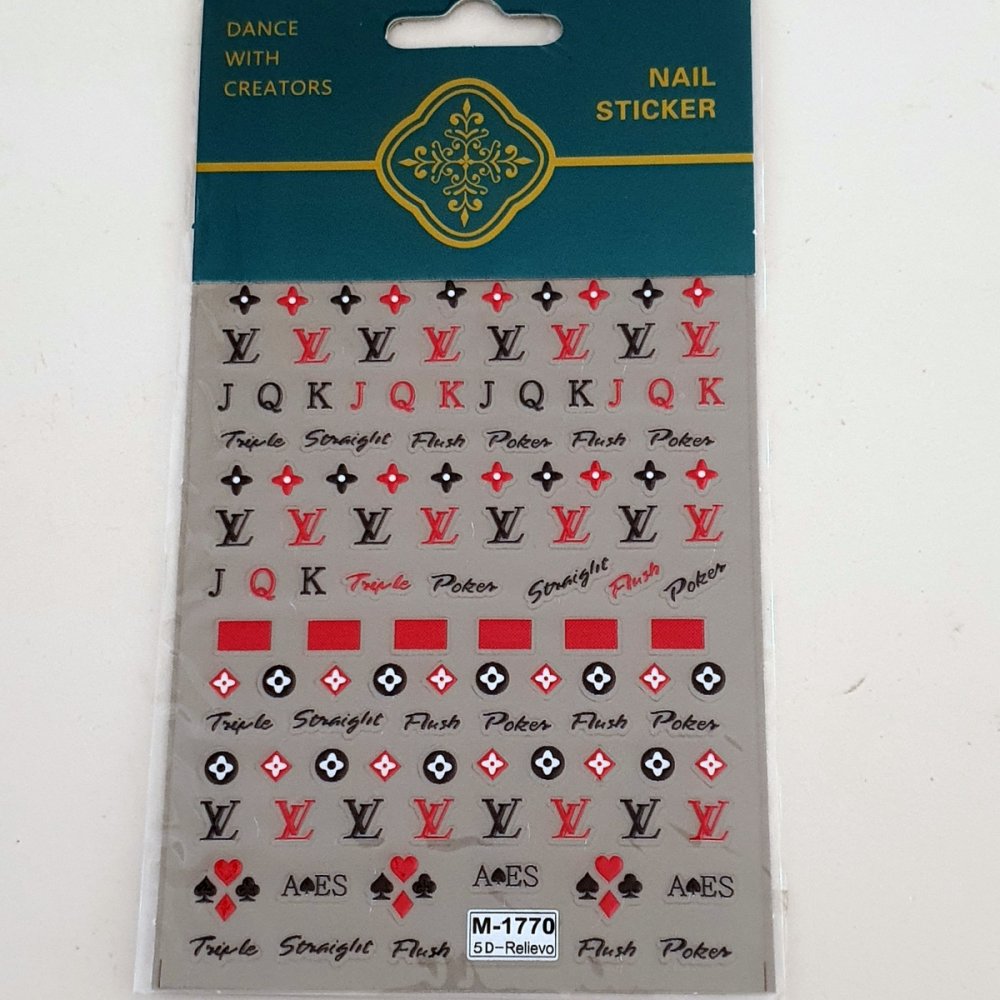 DANCE
WITH
CREATORS
NAIL
STICKER
LV LV LV LV LV LV LV LV
J Q K J Q K J Q K J Q K
Triple Straight Flush Poker Flush Poker
LV LV LV LV LV LV LV LV
J Q K Triple Poker Straight Flush Poker
Triple Straight Flush Poker Flush Poker
LV LV LV LV LV LV LV LV
A♠ES A♠ES A♠ES
M-1770
5D-Relievo
Triple Straight Flush Flush Poker